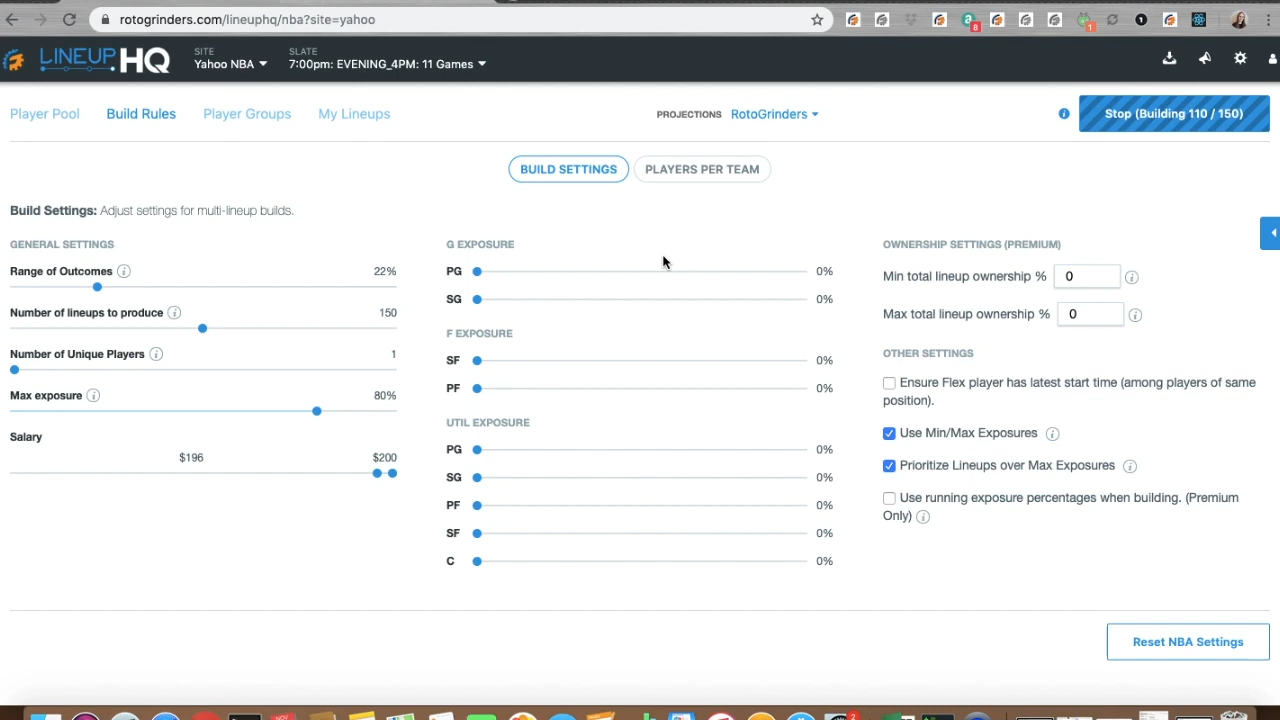 rotogrinders.com/lineuphq/nba?site=yahoo
8
1
1
LINEUPHQ
SITE
Yahoo NBA
SLATE
7:00pm: EVENING_4PM: 11 Games
Player Pool
Build Rules
Player Groups
My Lineups
PROJECTIONS
RotoGrinders
Stop (Building 110 / 150)
BUILD SETTINGS
PLAYERS PER TEAM
Build Settings: Adjust settings for multi-lineup builds.
GENERAL SETTINGS
Range of Outcomes 22%
Number of lineups to produce 150
Number of Unique Players 1
Max exposure 80%
Salary
$196 $200
G EXPOSURE
PG 0%
SG 0%
F EXPOSURE
SF 0%
PF 0%
UTIL EXPOSURE
PG 0%
SG 0%
PF 0%
SF 0%
C 0%
OWNERSHIP SETTINGS (PREMIUM)
Min total lineup ownership % 0
Max total lineup ownership % 0
OTHER SETTINGS
Ensure Flex player has latest start time (among players of same
position).
Use Min/Max Exposures
Prioritize Lineups over Max Exposures
Use running exposure percentages when building. (Premium
Only)
Reset NBA Settings
NOV
2